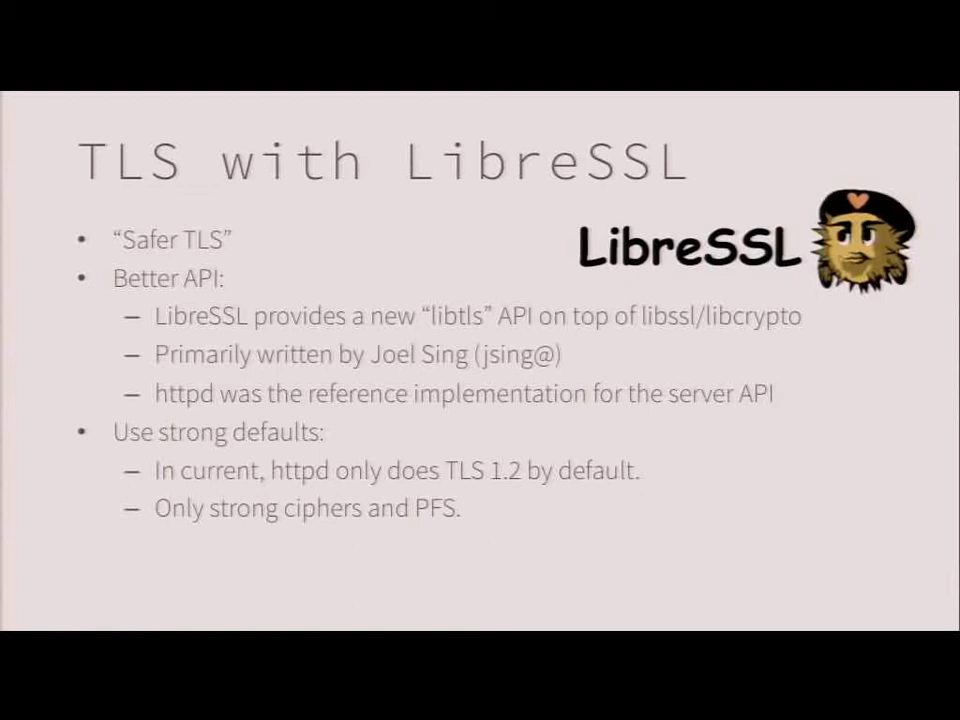 TLS with LibreSSL
• “Safer TLS”
LibreSSL
• Better API:
– LibreSSL provides a new “libtls” API on top of libssl/libcrypto
– Primarily written by Joel Sing (jsing@)
– httpd was the reference implementation for the server API
• Use strong defaults:
– In current, httpd only does TLS 1.2 by default.
– Only strong ciphers and PFS.